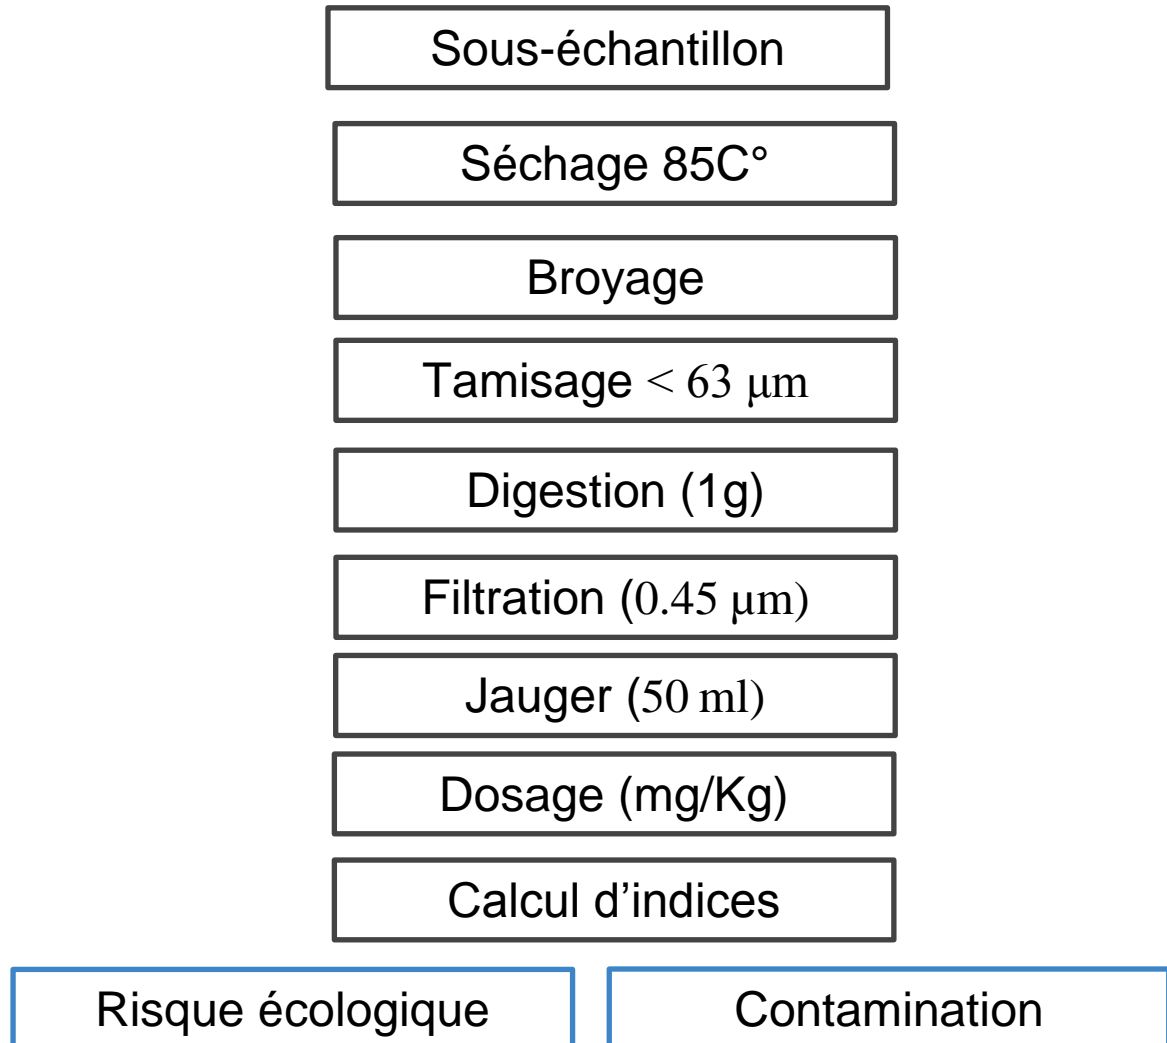 Sous-échantillon
Séchage 85C°
Broyage
Tamisage < 63 μm
Digestion (1g)
Filtration (0.45 μm)
Jauger (50 ml)
Dosage (mg/Kg)
Calcul d’indices
Risque écologique
Contamination